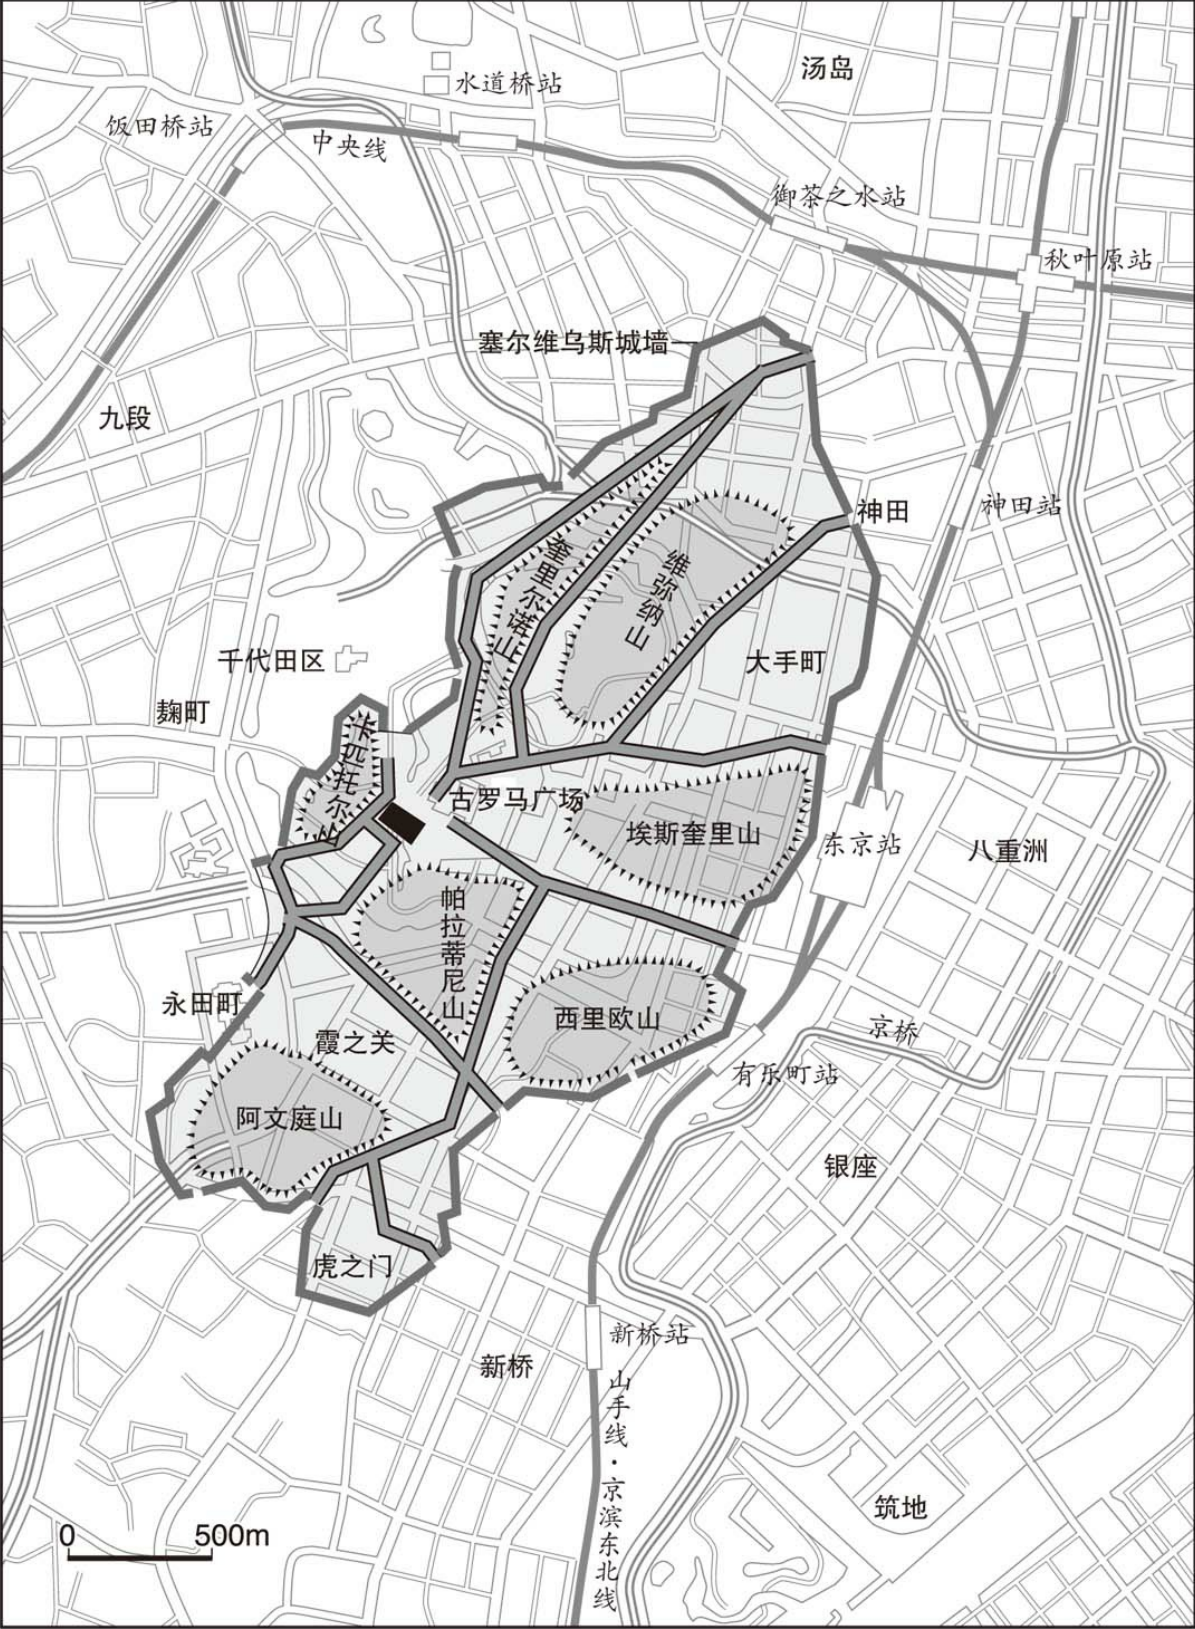 汤岛
水道桥站
饭田桥站
中央线
御茶之水站
秋叶原站
塞尔维乌斯城墙
九段
神田
神田站
奎里尔诺山
维弥纳山
千代田区
大手町
麹町
卡匹托尔山
古罗马广场
埃斯奎里山
东京站
八重洲
帕拉蒂尼山
永田町
西里欧山
霞之关
京桥
有乐町站
阿文庭山
银座
虎之门
新桥站
新桥
山手线·京滨东北线
筑地
0 500m